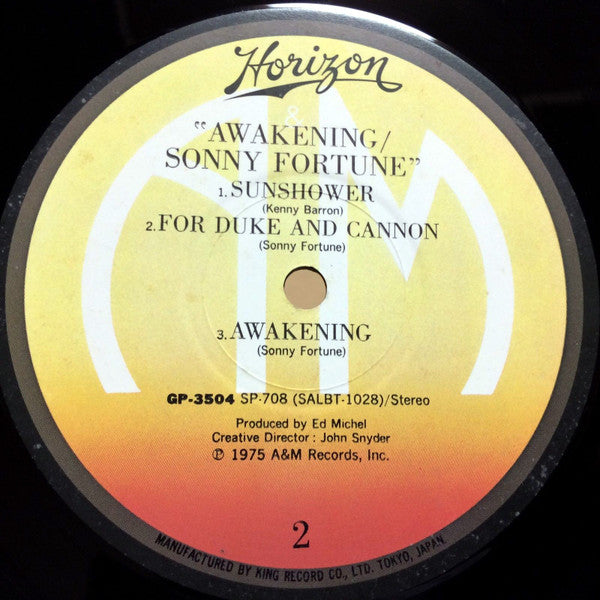 Horizon
&
"AWAKENING/
SONNY FORTUNE"
1. SUNSHOWER
(Kenny Barron)
2. FOR DUKE AND CANNON
(Sonny Fortune)
3. AWAKENING
(Sonny Fortune)
GP-3504 SP-708 (SALBT-1028)/Stereo
Produced by Ed Michel
Creative Director : John Snyder
℗ 1975 A&M Records, Inc.
2
MANUFACTURED BY KING RECORD CO., LTD. TOKYO, JAPAN.
AM